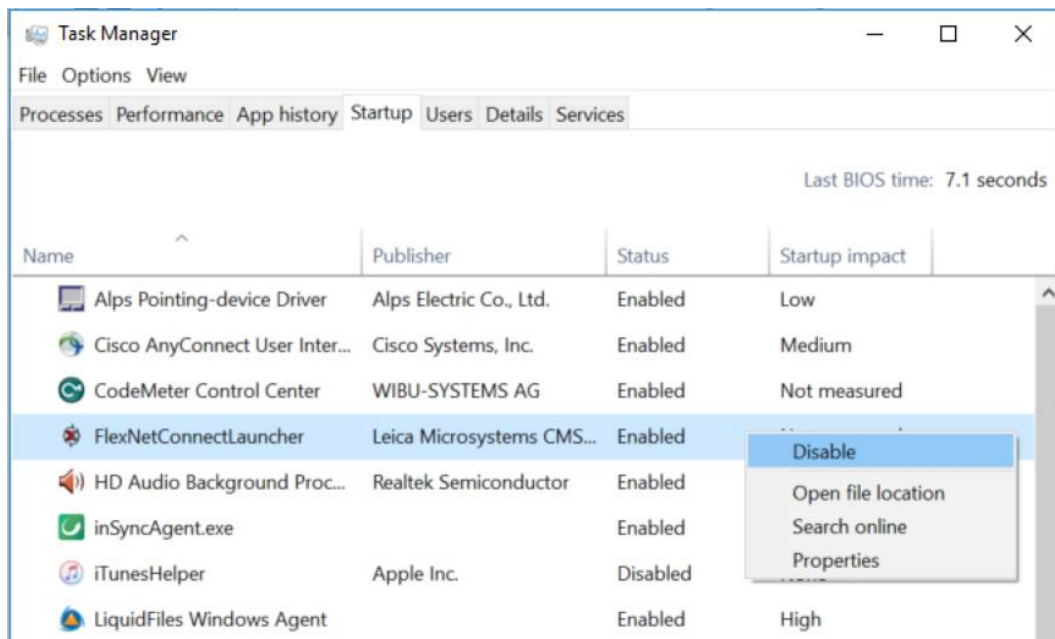 Task Manager
File Options View
Processes Performance App history Startup Users Details Services
Last BIOS time: 7.1 seconds
Name Publisher Status Startup impact
Alps Pointing-device Driver Alps Electric Co., Ltd. Enabled Low
Cisco AnyConnect User Inter... Cisco Systems, Inc. Enabled Medium
CodeMeter Control Center WIBU-SYSTEMS AG Enabled Not measured
FlexNetConnectLauncher Leica Microsystems CMS... Enabled
Disable
HD Audio Background Proc... Realtek Semiconductor Enabled
Open file location
inSyncAgent.exe Enabled
Search online
Properties
iTunesHelper Apple Inc. Disabled
LiquidFiles Windows Agent Enabled High